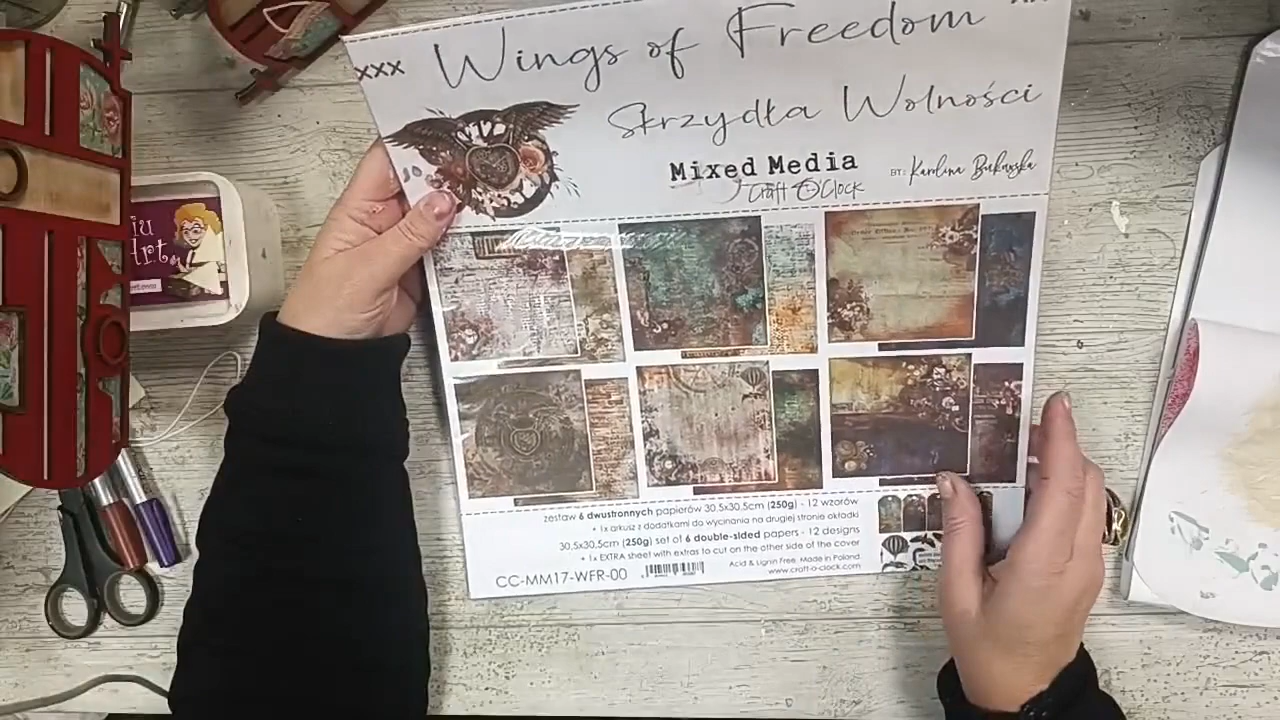 xxx
Wings of Freedom
Skrzydła Wolności
Mixed Media
BY: Karolina Bukowska
Craft O'Clock
zestaw 6 dwustronnych papierów 30,5x30,5cm (250g) - 12 wzorów
+ 1x arkusz z dodatkami do wycinania na drugiej stronie okładki
30,5x30,5cm (250g) set of 6 double-sided papers - 12 designs
+ 1x EXTRA sheet with extras to cut on the other side of the cover
Acid & Lignin Free. Made in Poland.
www.craft-o-clock.com
CC-MM17-WFR-00